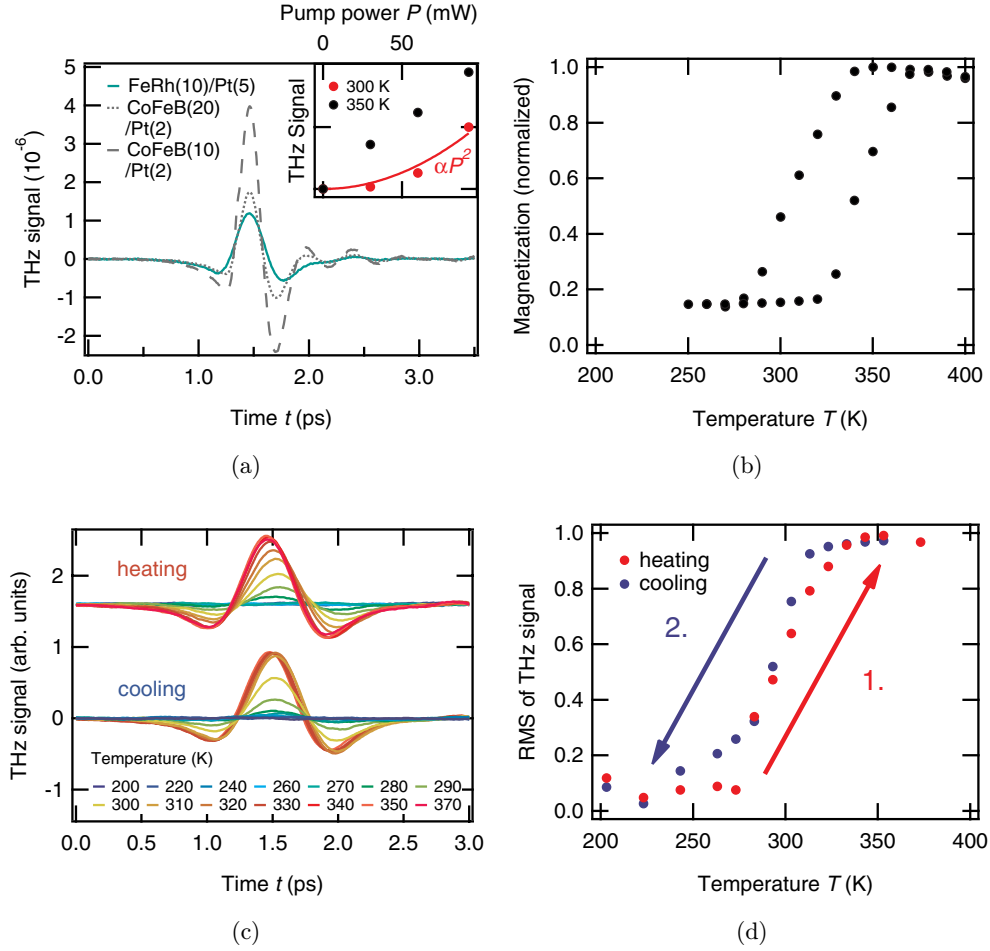 Pump power P (mW)
0 50 100
5
4
3
2
1
0
-1
-2
THz signal (10⁻⁶)
FeRh(10)/Pt(5)
CoFeB(20)
/Pt(2)
CoFeB(10)
/Pt(2)
THz Signal
300 K
350 K
αP²
0.0 1.0 2.0 3.0
Time t (ps)
(a)
Magnetization (normalized)
1.0
0.8
0.6
0.4
0.2
0.0
200 250 300 350 400
Temperature T (K)
(b)
THz signal (arb. units)
2
1
0
-1
heating
cooling
Temperature (K)
200 220 240 260 270 280 290
300 310 320 330 340 350 370
0.0 0.5 1.0 1.5 2.0 2.5 3.0
Time t (ps)
(c)
RMS of THz signal
1.0
0.8
0.6
0.4
0.2
0.0
heating
cooling
2.
1.
200 250 300 350 400
Temperature T (K)
(d)